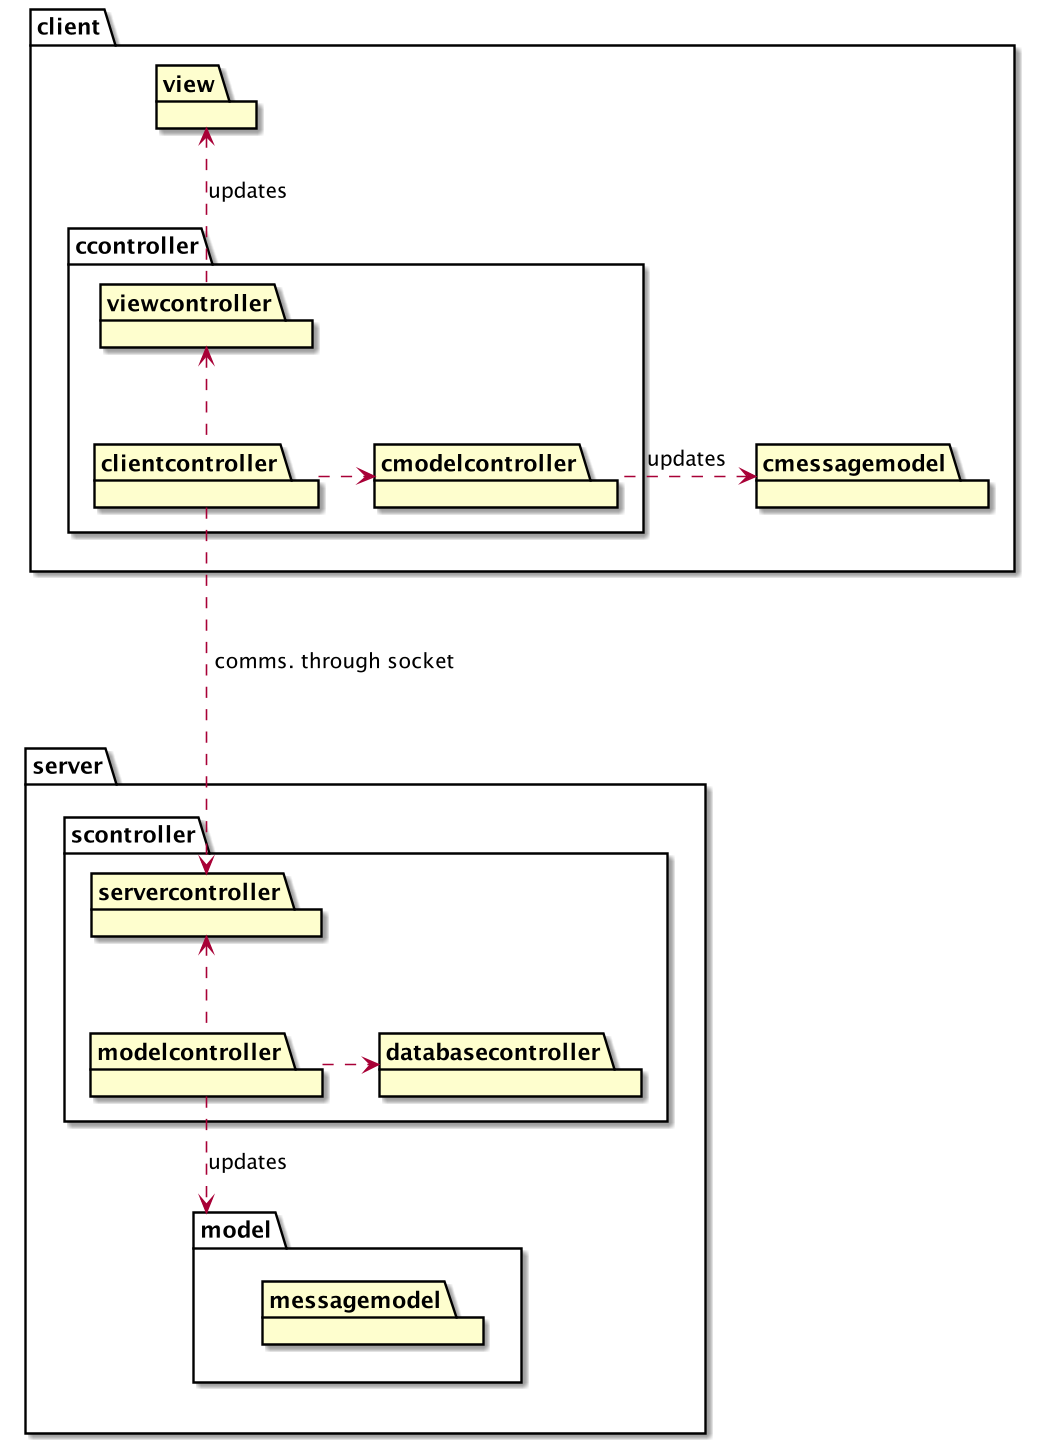 client
view
updates
ccontroller
viewcontroller
clientcontroller
cmodelcontroller
updates
cmessagemodel
comms. through socket
server
scontroller
servercontroller
modelcontroller
databasecontroller
updates
model
messagemodel